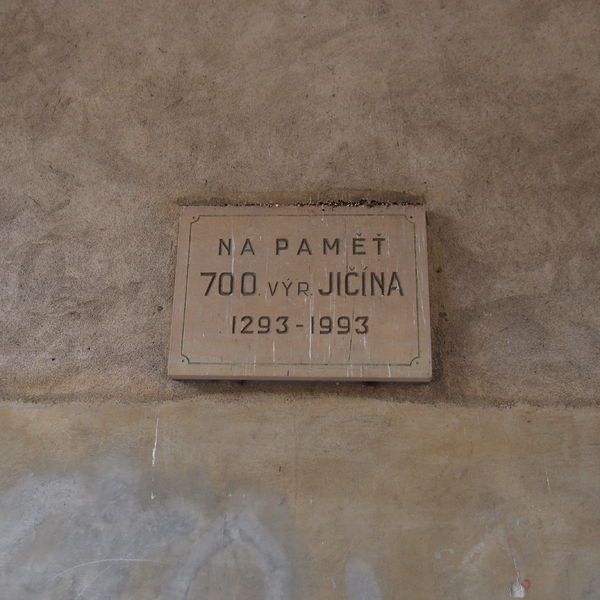 NA PAMĚŤ
700. VÝR. JIČÍNA
1293-1993